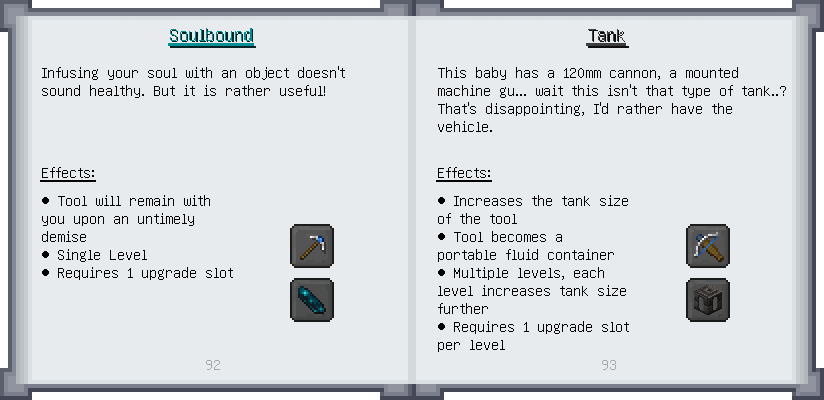 Soulbound
Infusing your soul with an object doesn't
sound healthy. But it is rather useful!
Effects:
● Tool will remain with
you upon an untimely
demise
● Single Level
● Requires 1 upgrade slot
92
Tank
This baby has a 120mm cannon, a mounted
machine gu... wait this isn't that type of tank..?
That's disappointing, I'd rather have the
vehicle.
Effects:
● Increases the tank size
of the tool
● Tool becomes a
portable fluid container
● Multiple levels, each
level increases tank size
further
● Requires 1 upgrade slot
per level
93